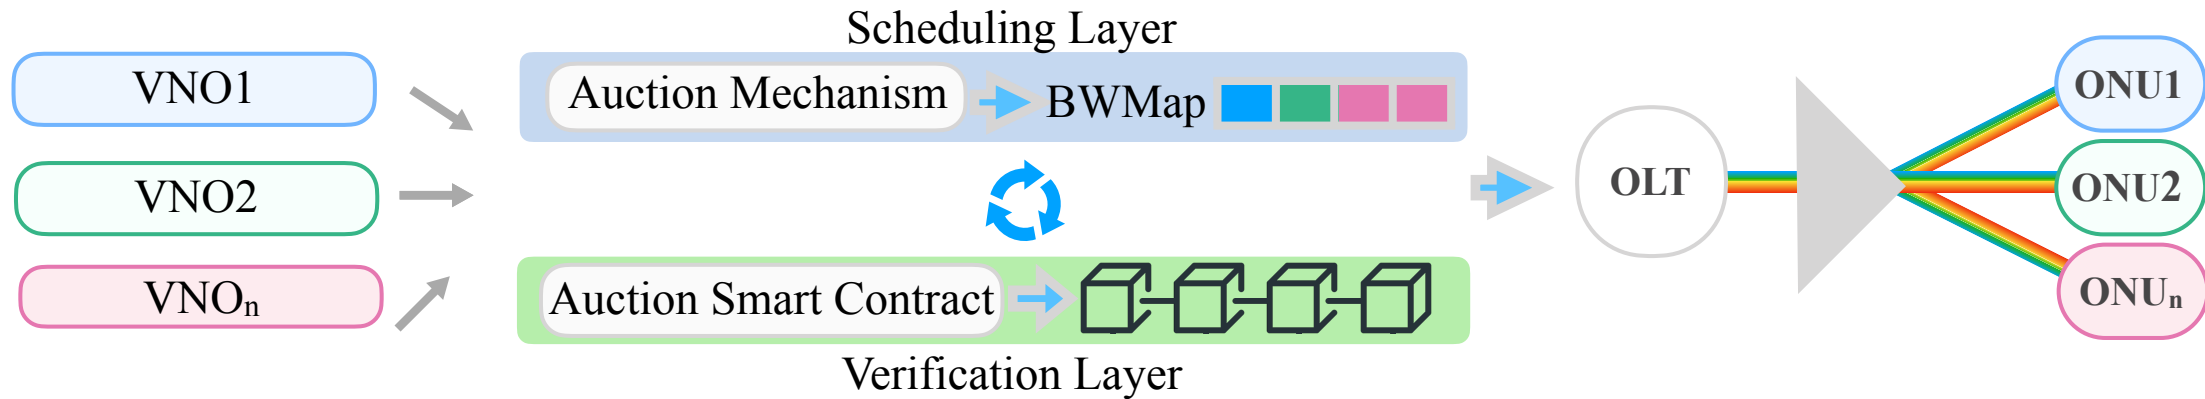 VNO1
VNO2
VNOn
Scheduling Layer
Auction Mechanism
BWMap
Auction Smart Contract
Verification Layer
OLT
ONU1
ONU2
ONUn